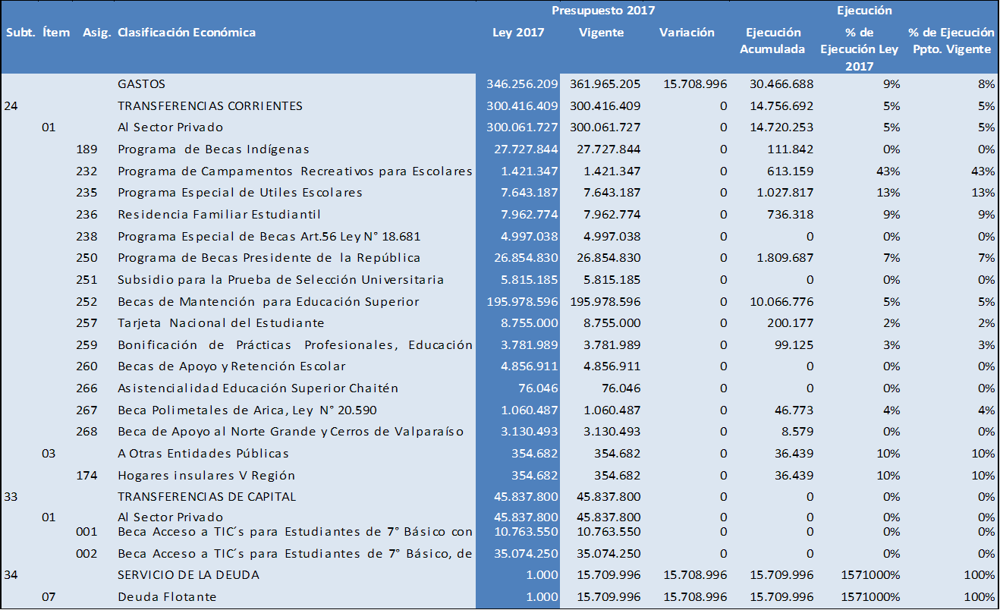 Presupuesto 2017 Ejecución
Subt. Ítem Asig. Clasificación Económica Ley 2017 Vigente Variación Ejecución % de % de Ejecución
Acumulada Ejecución Ley Ppto. Vigente
2017
GASTOS 346.256.209 361.965.205 15.708.996 30.466.688 9% 8%
24 TRANSFERENCIAS CORRIENTES 300.416.409 300.416.409 0 14.756.692 5% 5%
01 Al Sector Privado 300.061.727 300.061.727 0 14.720.253 5% 5%
189 Programa de Becas Indígenas 27.727.844 27.727.844 0 111.842 0% 0%
232 Programa de Campamentos Recreativos para Escolares 1.421.347 1.421.347 0 613.159 43% 43%
235 Programa Especial de Utiles Escolares 7.643.187 7.643.187 0 1.027.817 13% 13%
236 Residencia Familiar Estudiantil 7.962.774 7.962.774 0 736.318 9% 9%
238 Programa Especial de Becas Art.56 Ley N° 18.681 4.997.038 4.997.038 0 0 0% 0%
250 Programa de Becas Presidente de la República 26.854.830 26.854.830 0 1.809.687 7% 7%
251 Subsidio para la Prueba de Selección Universitaria 5.815.185 5.815.185 0 0 0% 0%
252 Becas de Mantención para Educación Superior 195.978.596 195.978.596 0 10.066.776 5% 5%
257 Tarjeta Nacional del Estudiante 8.755.000 8.755.000 0 200.177 2% 2%
259 Bonificación de Prácticas Profesionales, Educación 3.781.989 3.781.989 0 99.125 3% 3%
260 Becas de Apoyo y Retención Escolar 4.856.911 4.856.911 0 0 0% 0%
266 Asistencialidad Educación Superior Chaitén 76.046 76.046 0 0 0% 0%
267 Beca Polimetales de Arica, Ley N° 20.590 1.060.487 1.060.487 0 46.773 4% 4%
268 Beca de Apoyo al Norte Grande y Cerros de Valparaíso 3.130.493 3.130.493 0 8.579 0% 0%
03 A Otras Entidades Públicas 354.682 354.682 0 36.439 10% 10%
174 Hogares insulares V Región 354.682 354.682 0 36.439 10% 10%
33 TRANSFERENCIAS DE CAPITAL 45.837.800 45.837.800 0 0 0% 0%
01 Al Sector Privado 45.837.800 45.837.800 0 0 0% 0%
001 Beca Acceso a TIC´s para Estudiantes de 7° Básico con 10.763.550 10.763.550 0 0 0% 0%
002 Beca Acceso a TIC´s para Estudiantes de 7° Básico, de 35.074.250 35.074.250 0 0 0% 0%
34 SERVICIO DE LA DEUDA 1.000 15.709.996 15.708.996 15.709.996 1571000% 100%
07 Deuda Flotante 1.000 15.709.996 15.708.996 15.709.996 1571000% 100%